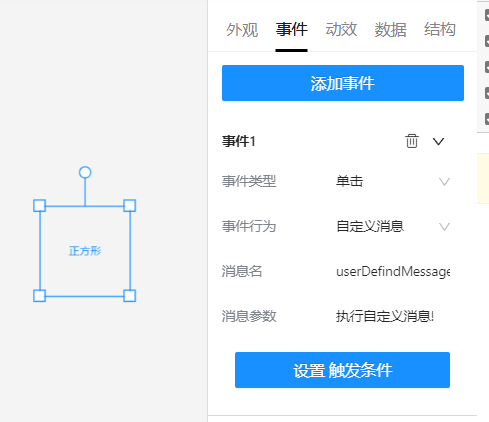 外观 事件 动效 数据 结构
添加事件
事件1
事件类型 单击
事件行为 自定义消息
消息名 userDefindMessage
消息参数 执行自定义消息!
设置 触发条件
正方形